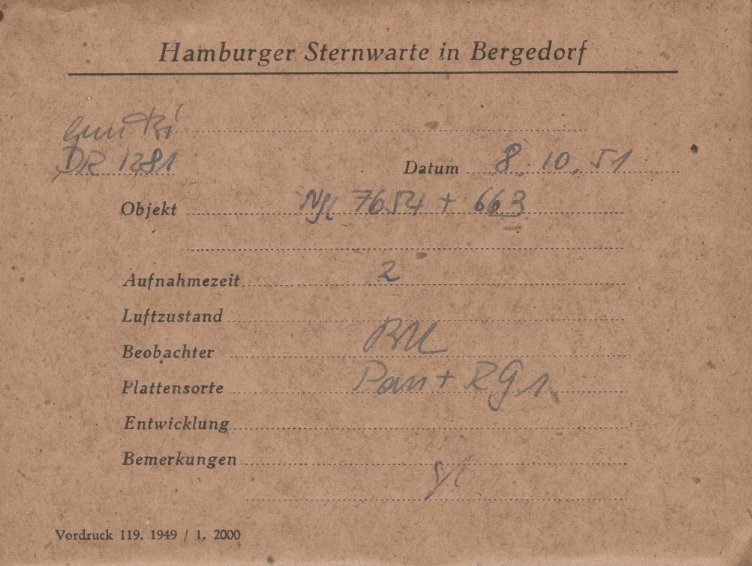 Hamburger Sternwarte in Bergedorf
DR 1281
Datum 8. 10. 51
Objekt 7654 + 663
Aufnahmezeit 2
Luftzustand
Beobachter
Plattensorte Pan + RG1
Entwicklung
Bemerkungen
Vordruck 119. 1949 / 1. 2000